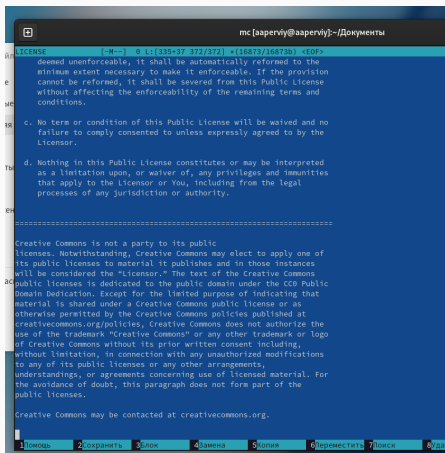 mc [aaperviy@aaperviy]:~/Документы
LICENSE [-M--] 0 L:[335+37 372/372] *(16873/16873b) <EOF>
deemed unenforceable, it shall be automatically reformed to the
minimum extent necessary to make it enforceable. If the provision
cannot be reformed, it shall be severed from this Public License
without affecting the enforceability of the remaining terms and
conditions.
c. No term or condition of this Public License will be waived and no
failure to comply consented to unless expressly agreed to by the
Licensor.
d. Nothing in this Public License constitutes or may be interpreted
as a limitation upon, or waiver of, any privileges and immunities
that apply to the Licensor or You, including from the legal
processes of any jurisdiction or authority.
=======================================================================
Creative Commons is not a party to its public
licenses. Notwithstanding, Creative Commons may elect to apply one of
its public licenses to material it publishes and in those instances
will be considered the “Licensor.” The text of the Creative Commons
public licenses is dedicated to the public domain under the CC0 Public
Domain Dedication. Except for the limited purpose of indicating that
material is shared under a Creative Commons public license or as
otherwise permitted by the Creative Commons policies published at
creativecommons.org/policies, Creative Commons does not authorize the
use of the trademark "Creative Commons" or any other trademark or logo
of Creative Commons without its prior written consent including,
without limitation, in connection with any unauthorized modifications
to any of its public licenses or any other arrangements,
understandings, or agreements concerning use of licensed material. For
the avoidance of doubt, this paragraph does not form part of the
public licenses.
Creative Commons may be contacted at creativecommons.org.
1Помощь 2Сохранить 3Блок 4Замена 5Копия 6Переместить 7Поиск 8Уда